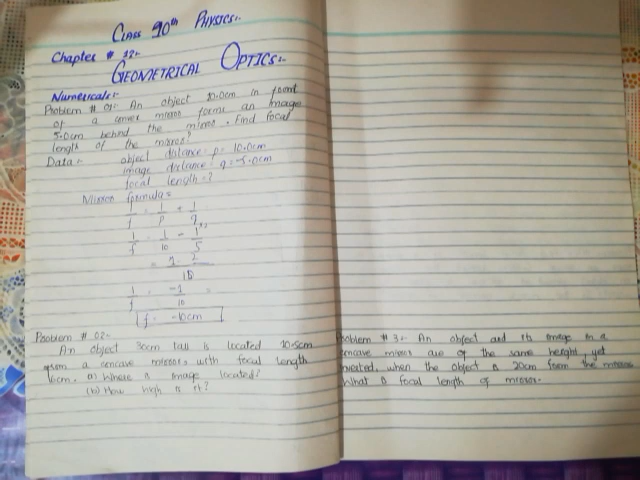 CLASS 10th PHYSICS:-
Chapter # 12:-
GEOMETRICAL OPTICS:-
Numericals:-
Problem # 01:- An object 10.0cm in front
of a convex mirror forms an image
5.0cm behind the mirror. Find focal
length of the mirror?
Data:- object distance = p = 10.0cm
image distance = q = -5.0cm
focal length = ?
Mirror formula =
1/f = 1/p + 1/q
1/f = 1/10 - 1/5
= 1 - 2 / 10
1/f = -1/10
f = -10cm
Problem # 02:-
An object 30cm tall is located 10.5cm
from a concave mirror, with focal length
16cm. (a) Where is image located?
(b) How high is it?
Problem # 3:- An object and its image in a
concave mirror are of the same height, yet
inverted, when the object is 20cm from the mirror.
What is focal length of mirror.